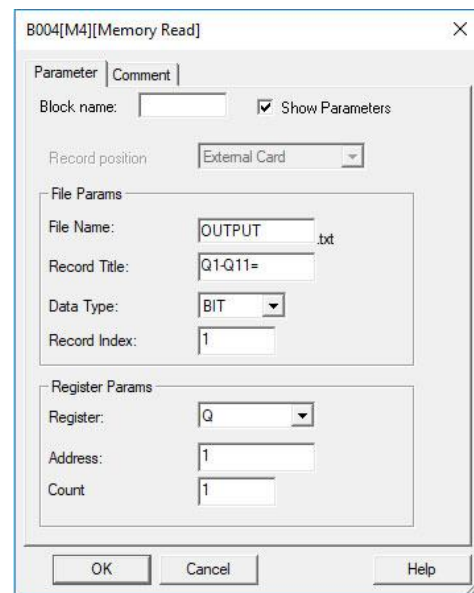 B004[M4][Memory Read]
Parameter Comment
Block name: Show Parameters
Record position External Card
File Params
File Name: OUTPUT .txt
Record Title: Q1-Q11=
Data Type: BIT
Record Index: 1
Register Params
Register: Q
Address: 1
Count 1
OK Cancel Help